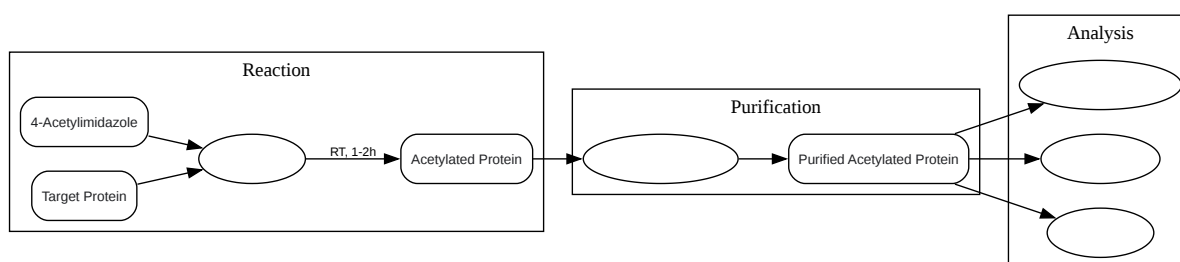 Reaction
4-Acetylimidazole
Target Protein
RT, 1-2h
Acetylated Protein
Purification
Purified Acetylated Protein
Analysis